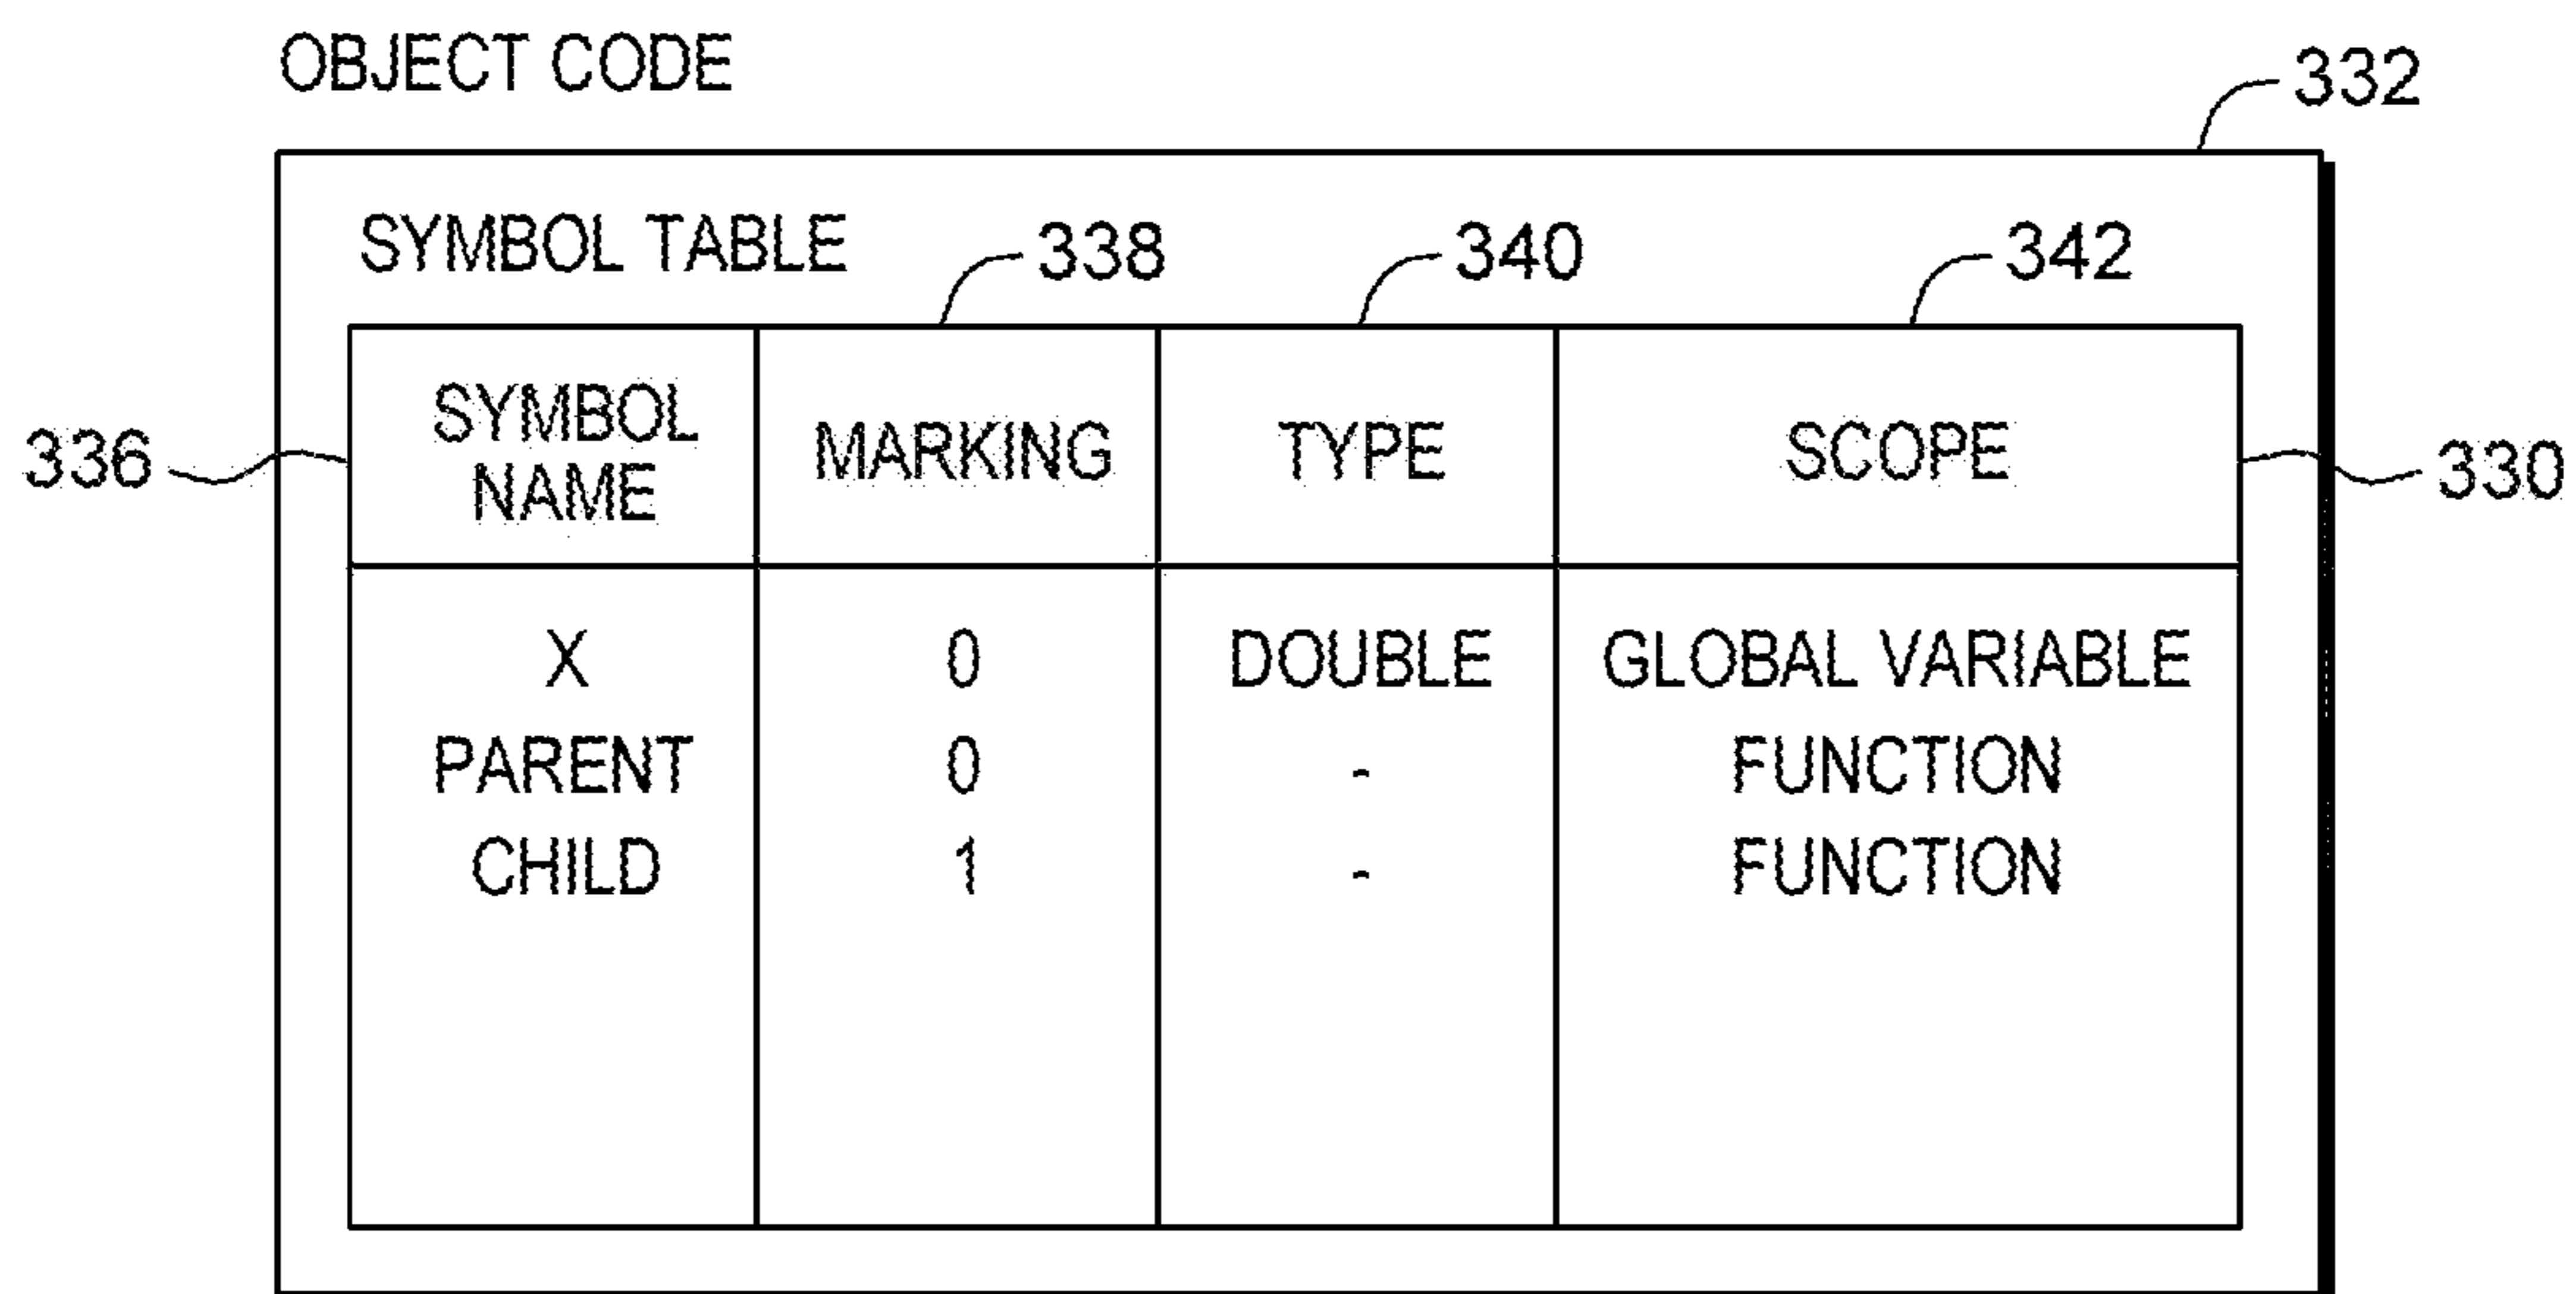 OBJECT CODE
332
SYMBOL TABLE
338
340
342
336
SYMBOL NAME
MARKING
TYPE
SCOPE
330
X 0 DOUBLE GLOBAL VARIABLE
PARENT 0 - FUNCTION
CHILD 1 - FUNCTION